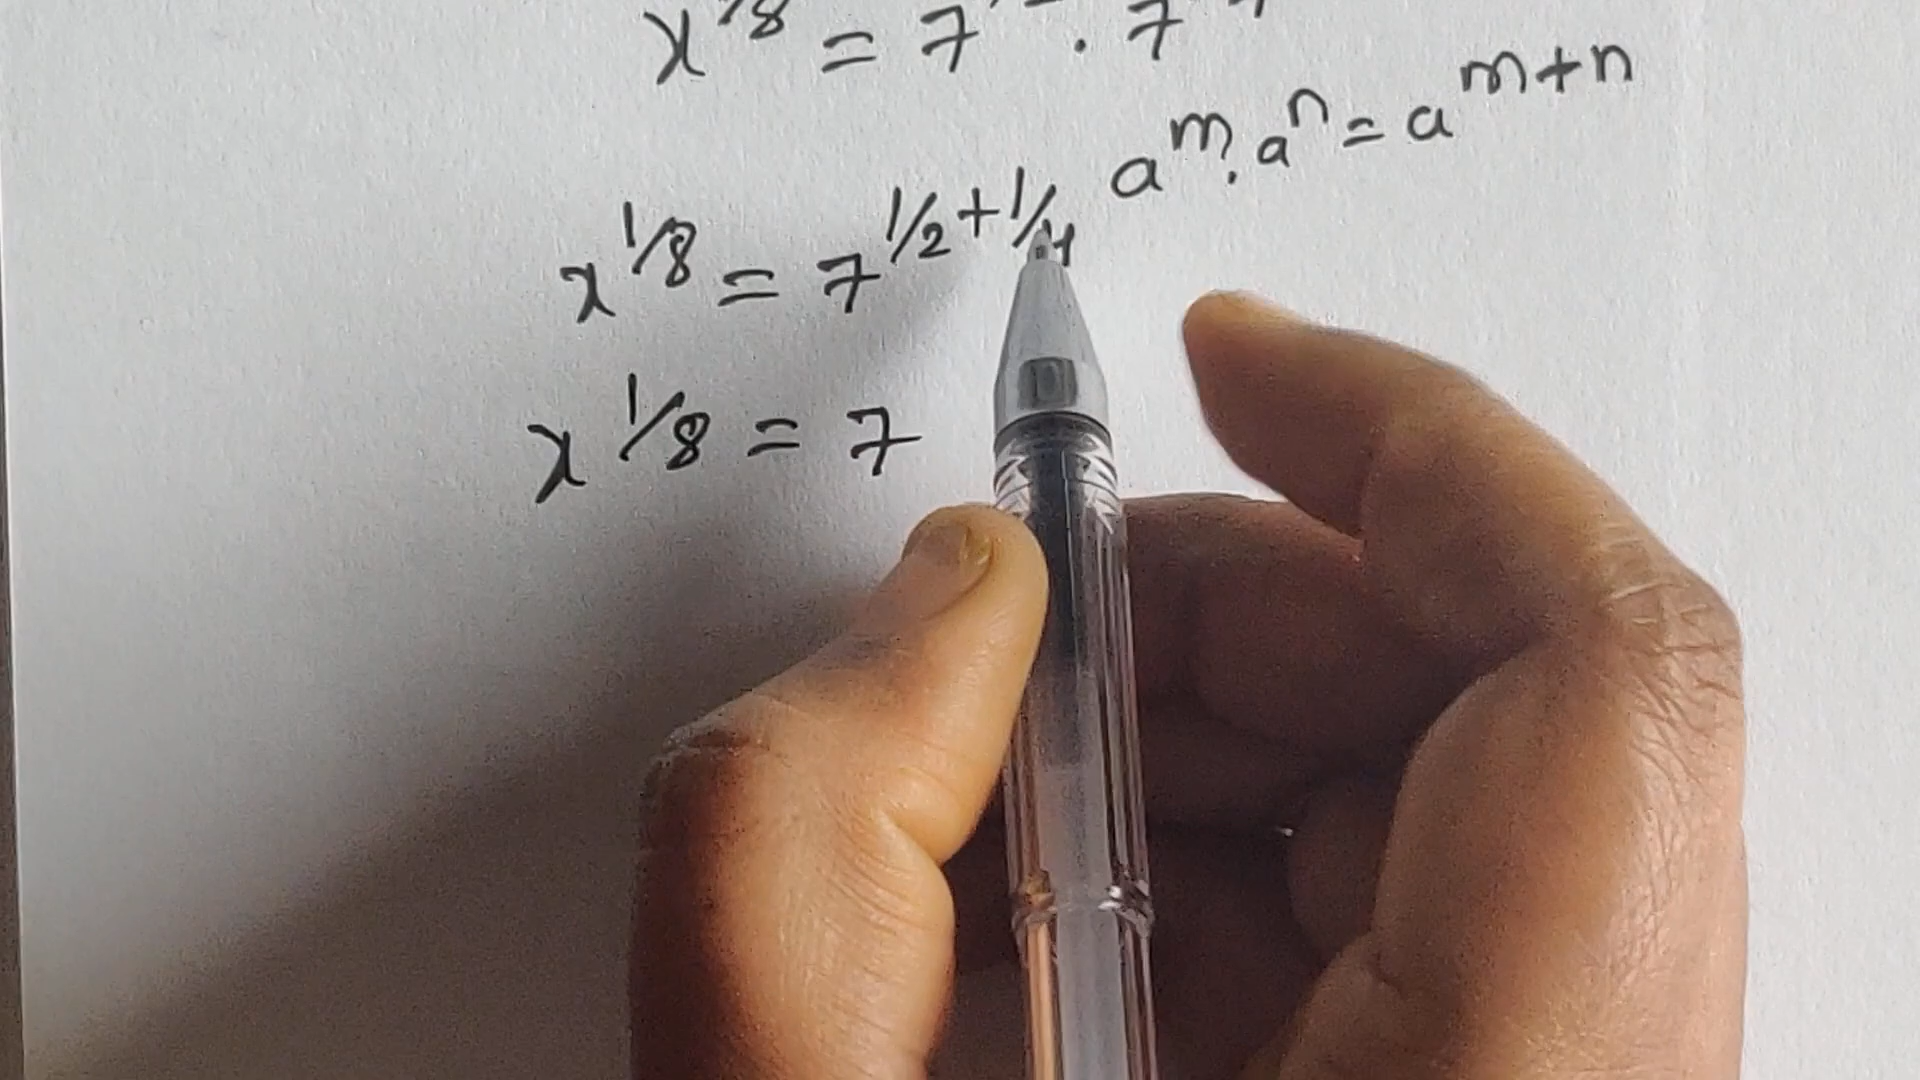 x^1/8 = 7 . 7
a^m . a^n = a^m+n
x^1/8 = 7^1/2+1/4
x^1/8 = 7